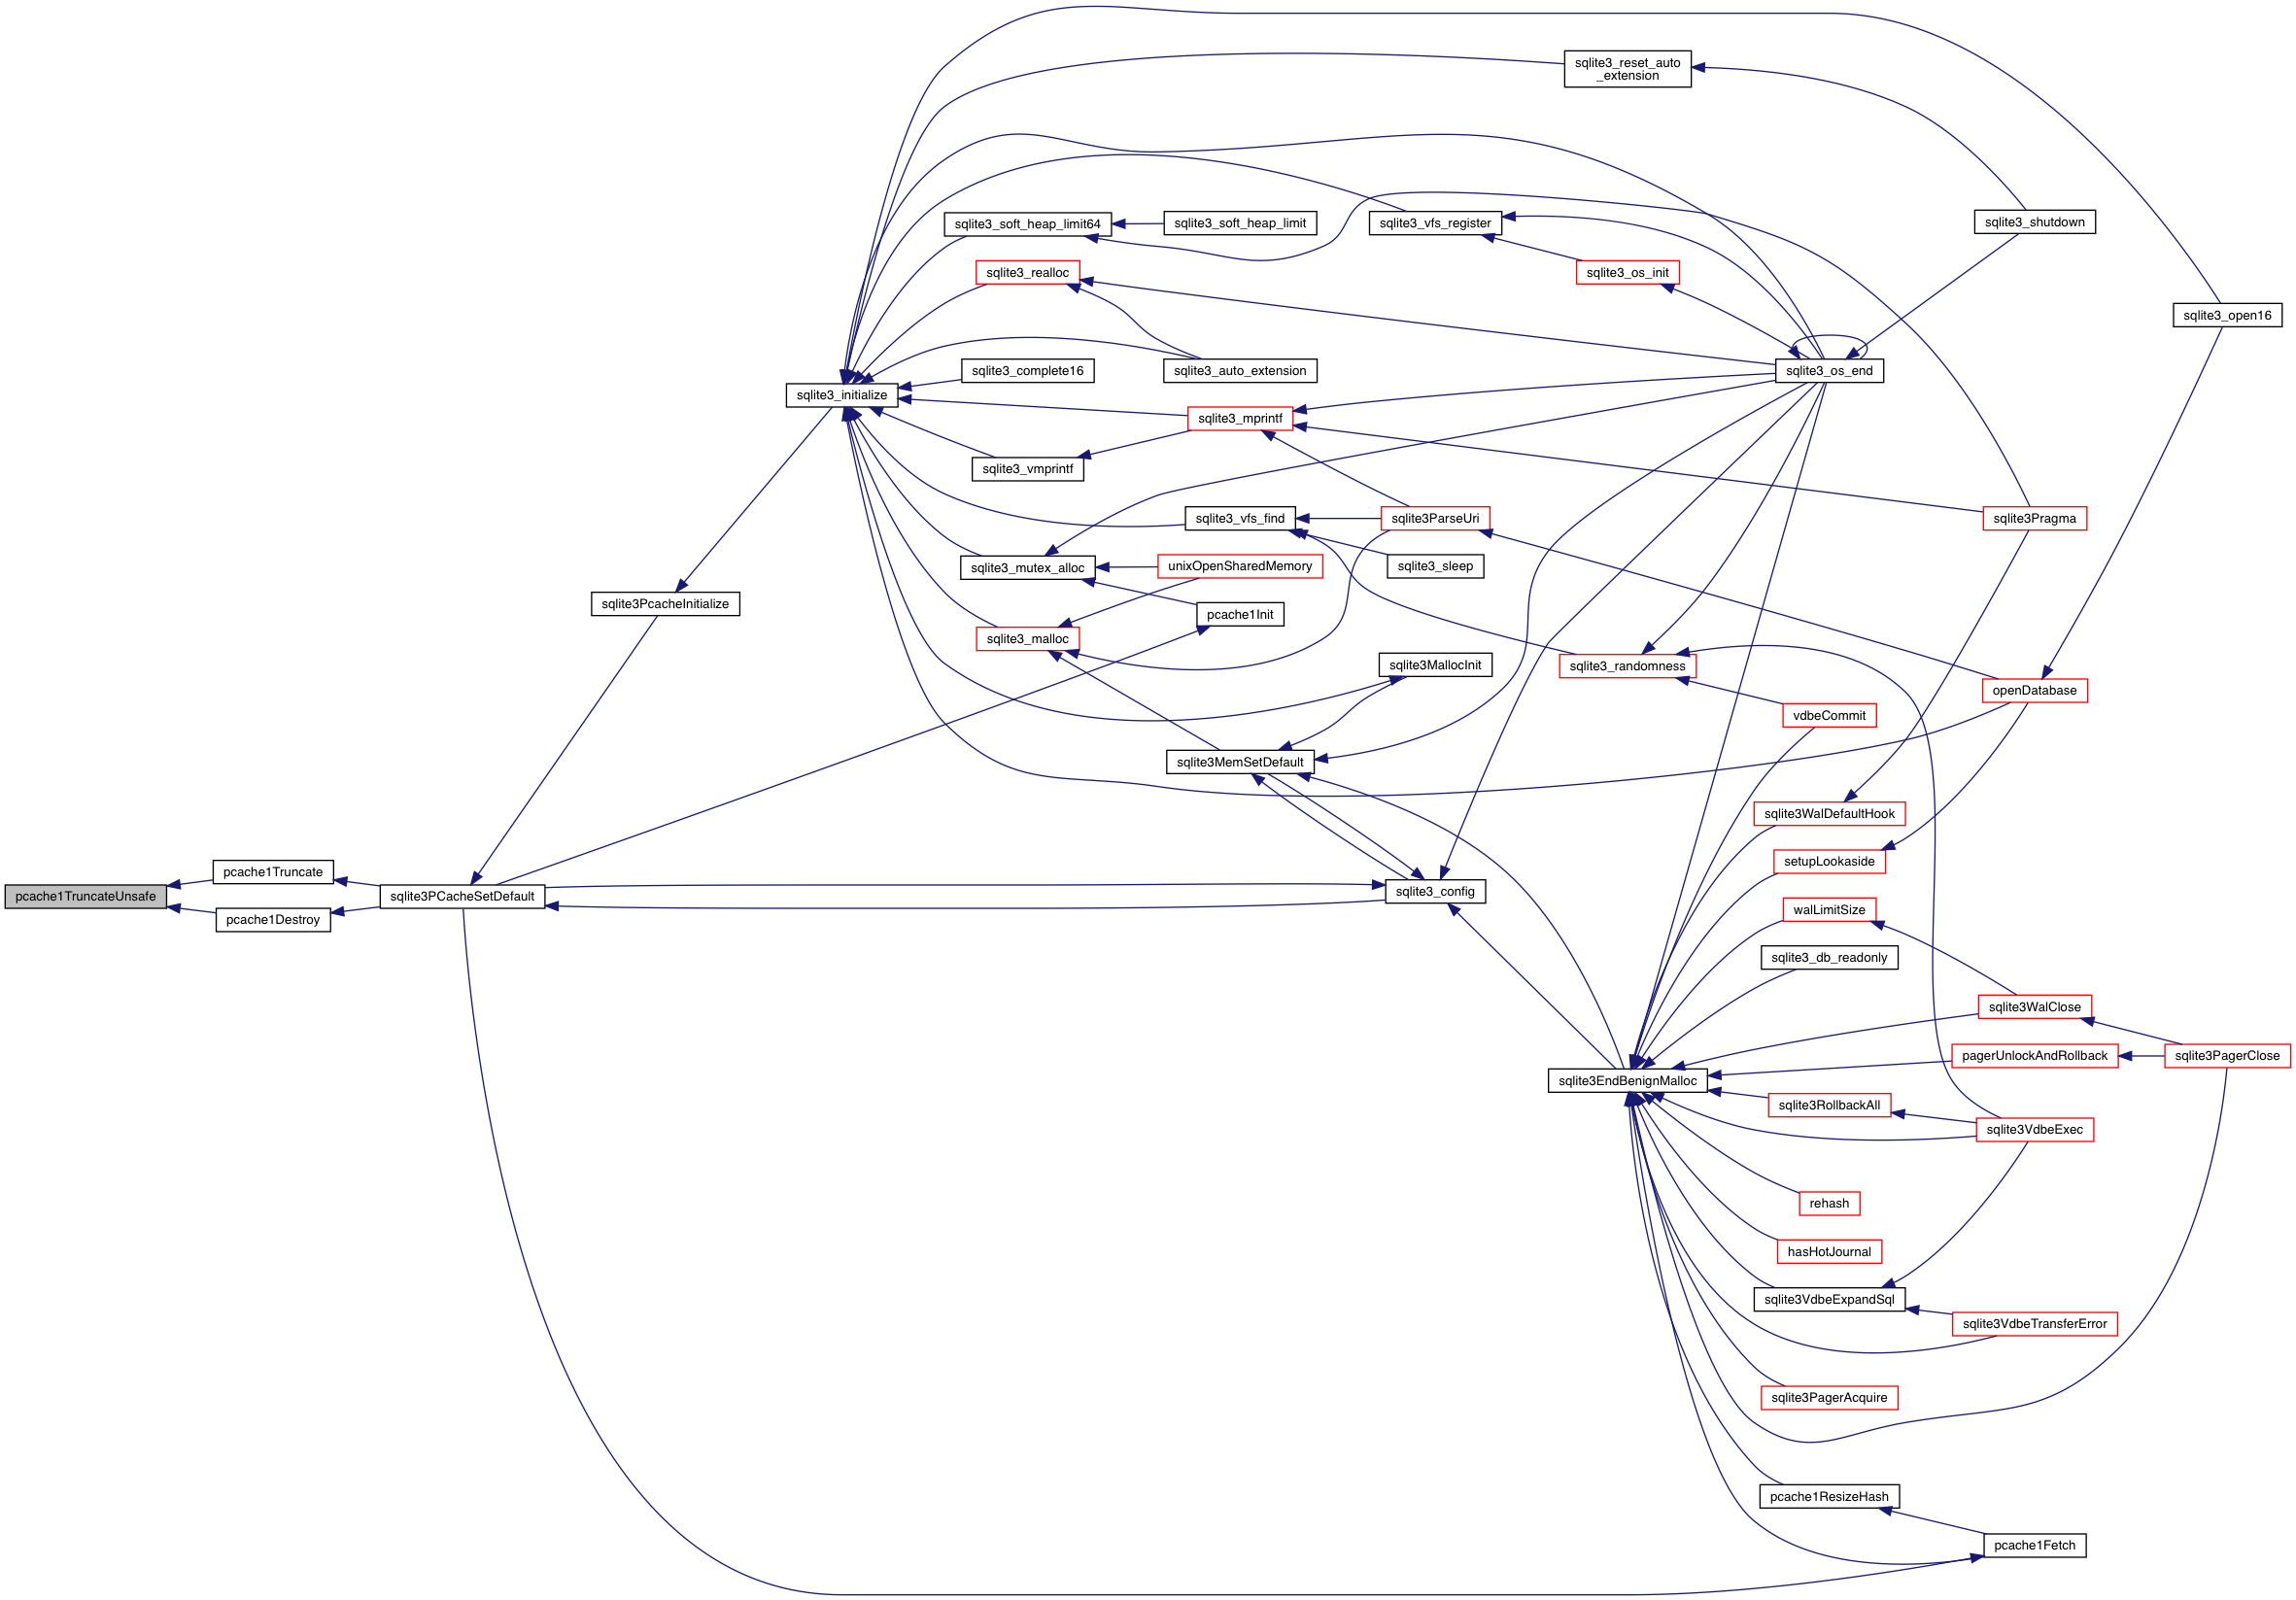 sqlite3_reset_auto
_extension
sqlite3_soft_heap_limit64
sqlite3_soft_heap_limit
sqlite3_vfs_register
sqlite3_shutdown
sqlite3_realloc
sqlite3_os_init
sqlite3_open16
sqlite3_complete16
sqlite3_auto_extension
sqlite3_os_end
sqlite3_initialize
sqlite3_mprintf
sqlite3_vmprintf
sqlite3_vfs_find
sqlite3ParseUri
sqlite3Pragma
sqlite3_mutex_alloc
unixOpenSharedMemory
sqlite3_sleep
sqlite3PcacheInitialize
pcache1Init
sqlite3_malloc
sqlite3MallocInit
sqlite3_randomness
openDatabase
vdbeCommit
sqlite3MemSetDefault
sqlite3WalDefaultHook
setupLookaside
pcache1Truncate
pcache1TruncateUnsafe
sqlite3PCacheSetDefault
sqlite3_config
pcache1Destroy
walLimitSize
sqlite3_db_readonly
sqlite3WalClose
pagerUnlockAndRollback
sqlite3PagerClose
sqlite3EndBenignMalloc
sqlite3RollbackAll
sqlite3VdbeExec
rehash
hasHotJournal
sqlite3VdbeExpandSql
sqlite3VdbeTransferError
sqlite3PagerAcquire
pcache1ResizeHash
pcache1Fetch